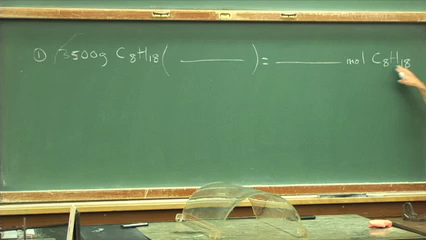 ① 3500g C₈H₁₈( ______ ) = ______ mol C₈H₁₈